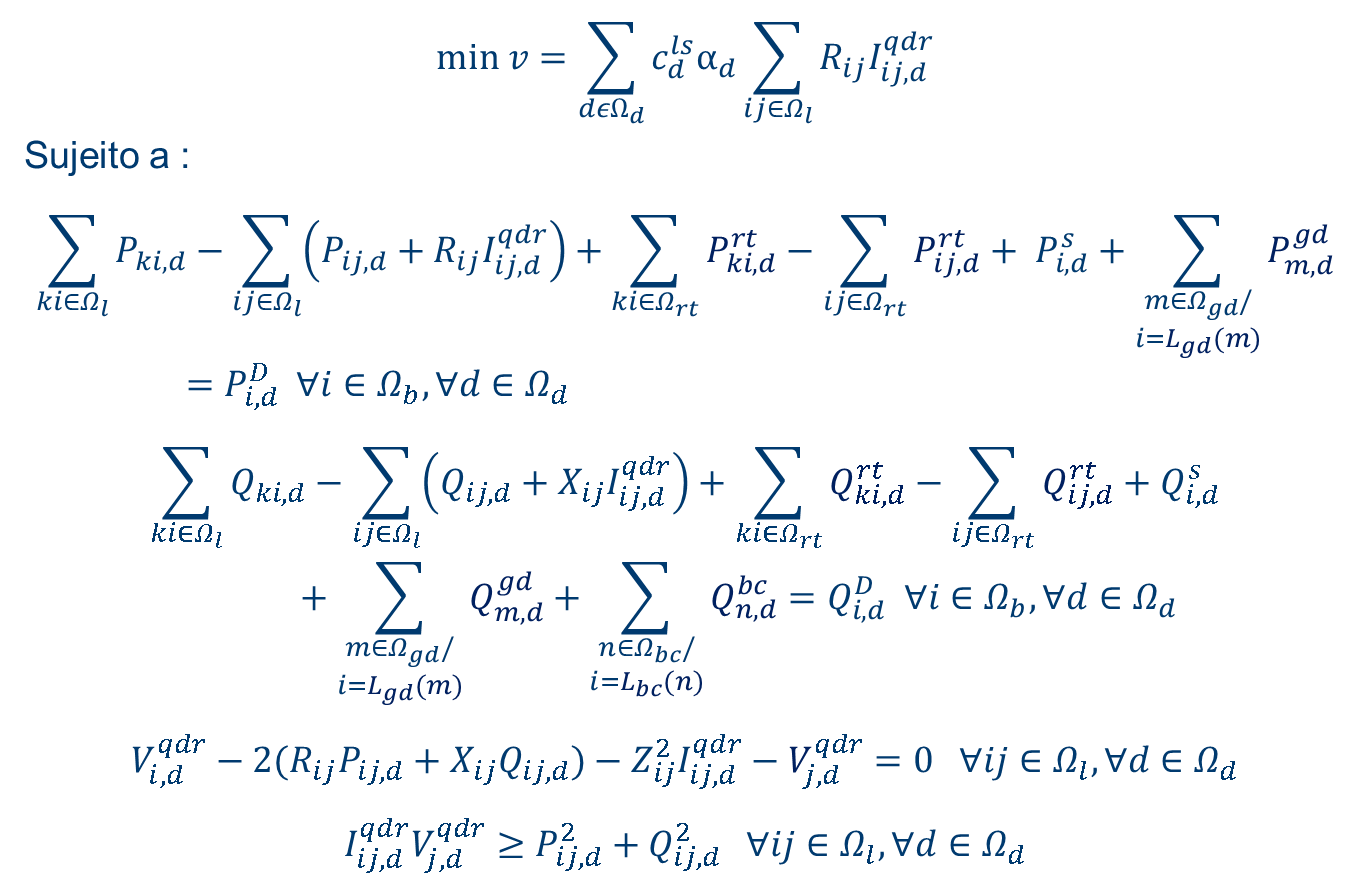 min v = ∑_{dϵΩ_d} c_d^{ls} α_d ∑_{ij∈Ω_l} R_{ij} I_{ij,d}^{qdr}
Sujeito a :
∑_{ki∈Ω_l} P_{ki,d} − ∑_{ij∈Ω_l} (P_{ij,d} + R_{ij} I_{ij,d}^{qdr}) + ∑_{ki∈Ω_{rt}} P_{ki,d}^{rt} − ∑_{ij∈Ω_{rt}} P_{ij,d}^{rt} + P_{i,d}^{s} + ∑_{m∈Ω_{gd}/ i=L_{gd}(m)} P_{m,d}^{gd}
= P_{i,d}^{D} ∀i ∈ Ω_b, ∀d ∈ Ω_d
∑_{ki∈Ω_l} Q_{ki,d} − ∑_{ij∈Ω_l} (Q_{ij,d} + X_{ij} I_{ij,d}^{qdr}) + ∑_{ki∈Ω_{rt}} Q_{ki,d}^{rt} − ∑_{ij∈Ω_{rt}} Q_{ij,d}^{rt} + Q_{i,d}^{s}
+ ∑_{m∈Ω_{gd}/ i=L_{gd}(m)} Q_{m,d}^{gd} + ∑_{n∈Ω_{bc}/ i=L_{bc}(n)} Q_{n,d}^{bc} = Q_{i,d}^{D} ∀i ∈ Ω_b, ∀d ∈ Ω_d
V_{i,d}^{qdr} − 2(R_{ij} P_{ij,d} + X_{ij} Q_{ij,d}) − Z_{ij}^{2} I_{ij,d}^{qdr} − V_{j,d}^{qdr} = 0 ∀ij ∈ Ω_l, ∀d ∈ Ω_d
I_{ij,d}^{qdr} V_{j,d}^{qdr} ≥ P_{ij,d}^{2} + Q_{ij,d}^{2} ∀ij ∈ Ω_l, ∀d ∈ Ω_d